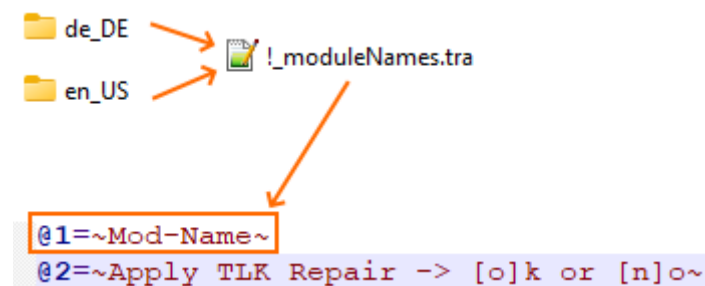 de_DE
!_moduleNames.tra
en_US
@1=~Mod-Name~
@2=~Apply TLK Repair -> [o]k or [n]o~